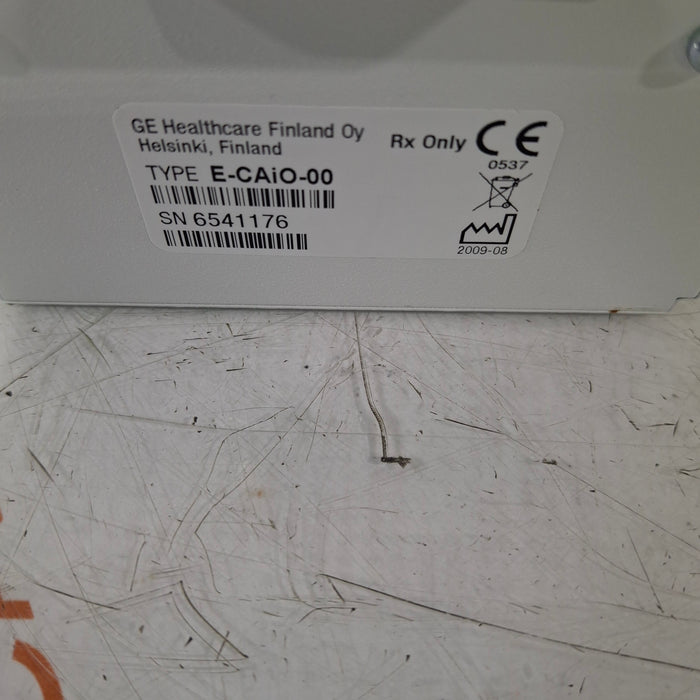 GE Healthcare Finland Oy
Helsinki, Finland
Rx Only CE
0537
TYPE E-CAiO-00
SN 6541176
2009-08